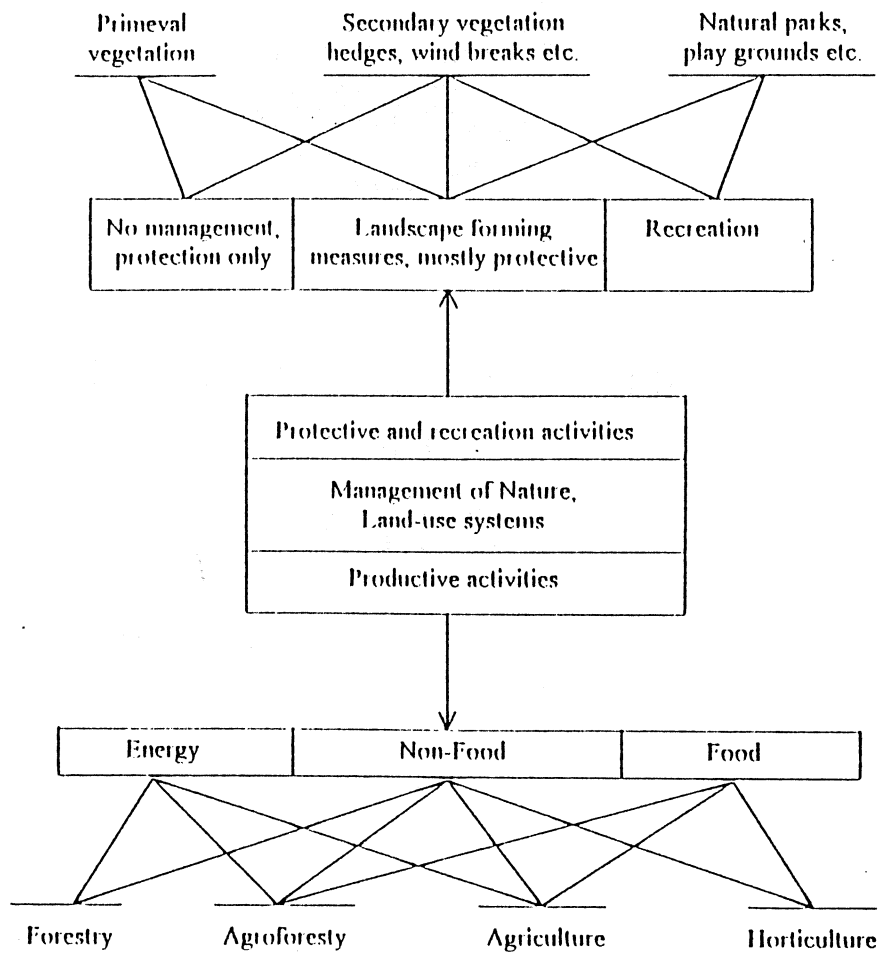 Primeval
vegetation
Secondary vegetation
hedges, wind breaks etc.
Natural parks,
play grounds etc.
No management,
protection only
Landscape forming
measures, mostly protective
Recreation
Protective and recreation activities
Management of Nature,
Land-use systems
Productive activities
Energy
Non-Food
Food
Forestry
Agroforesty
Agriculture
Horticulture